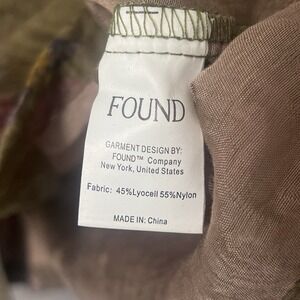 FOUND
GARMENT DESIGN BY:
FOUND™ Company
New York, United States
Fabric: 45%Lyocell 55%Nylon
MADE IN: China